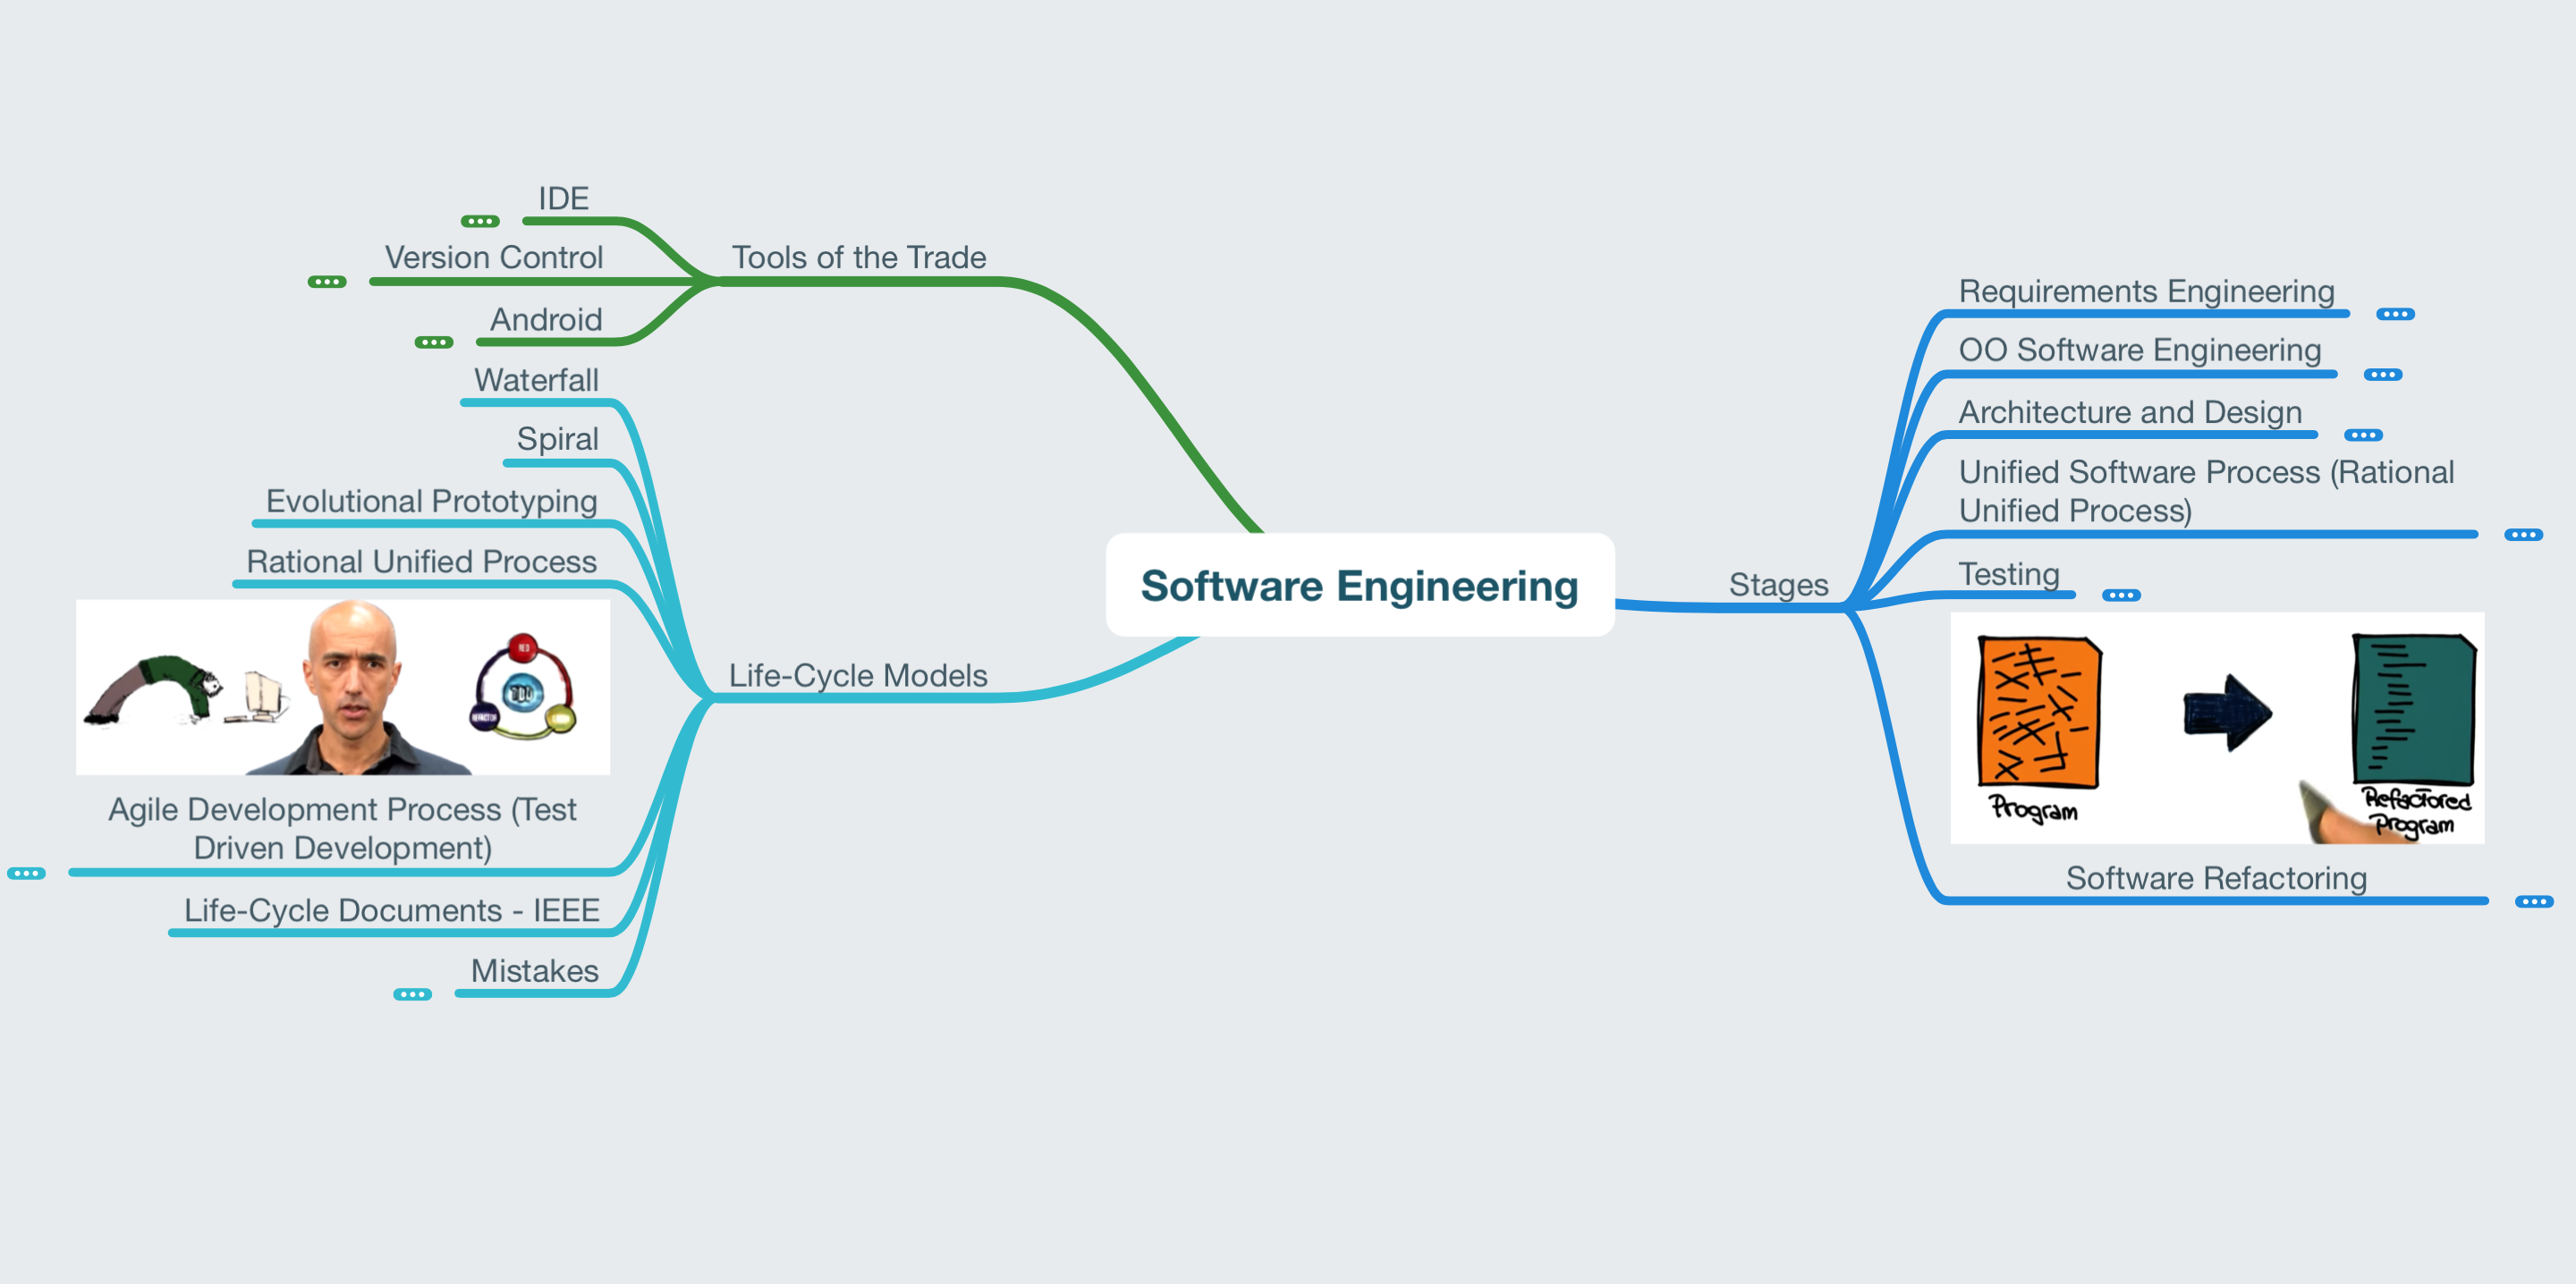 IDE
Version Control
Android
Tools of the Trade
Waterfall
Spiral
Evolutional Prototyping
Rational Unified Process
RED
TDD
REFACTOR
Agile Development Process (Test
Driven Development)
Life-Cycle Documents - IEEE
Mistakes
Life-Cycle Models
Software Engineering
Stages
Requirements Engineering
OO Software Engineering
Architecture and Design
Unified Software Process (Rational
Unified Process)
Testing
Program
Refactored
Program
Software Refactoring